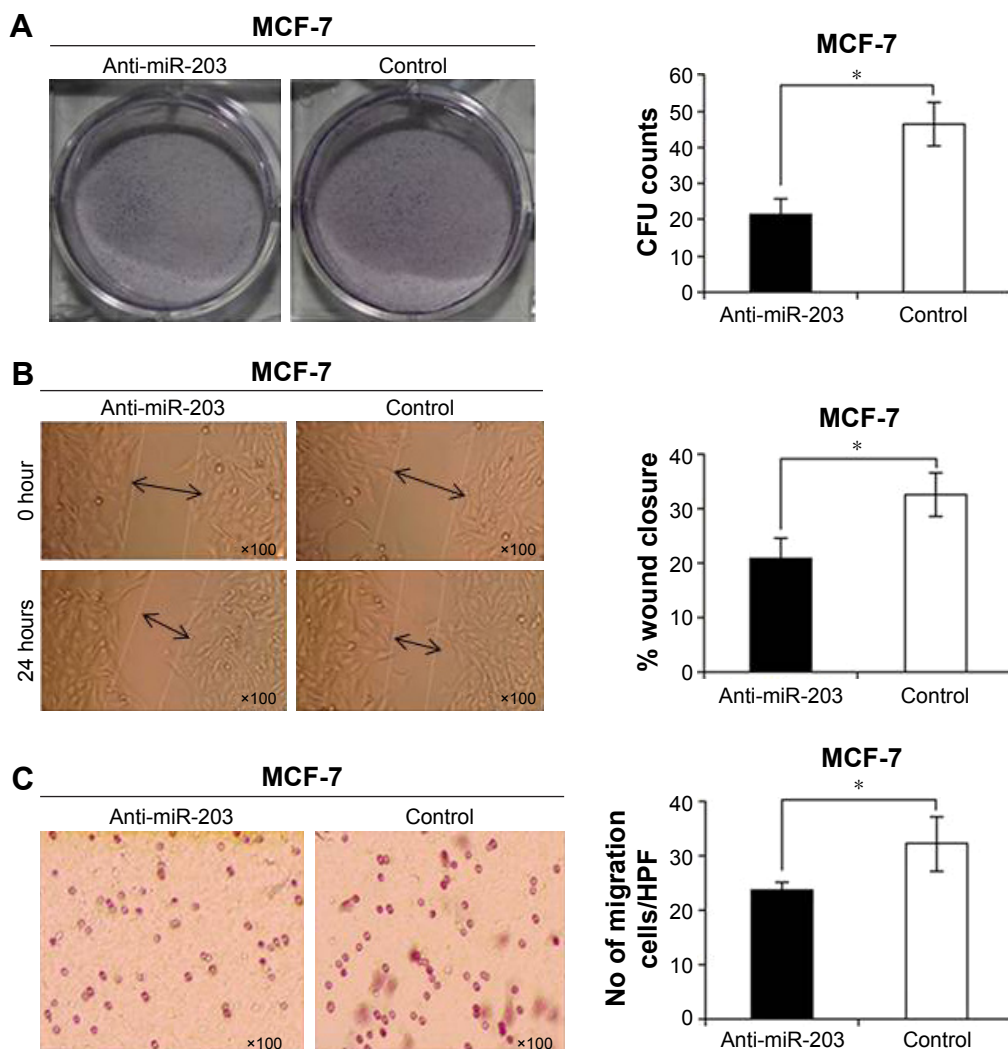 A
MCF-7
Anti-miR-203 Control
MCF-7
CFU counts
60
50
40
30
20
10
0
*
Anti-miR-203 Control
B
MCF-7
Anti-miR-203 Control
0 hour
×100 ×100
24 hours
×100 ×100
MCF-7
% wound closure
40
30
20
10
0
*
Anti-miR-203 Control
C
MCF-7
Anti-miR-203 Control
×100 ×100
MCF-7
No of migration
cells/HPF
40
30
20
10
0
*
Anti-miR-203 Control